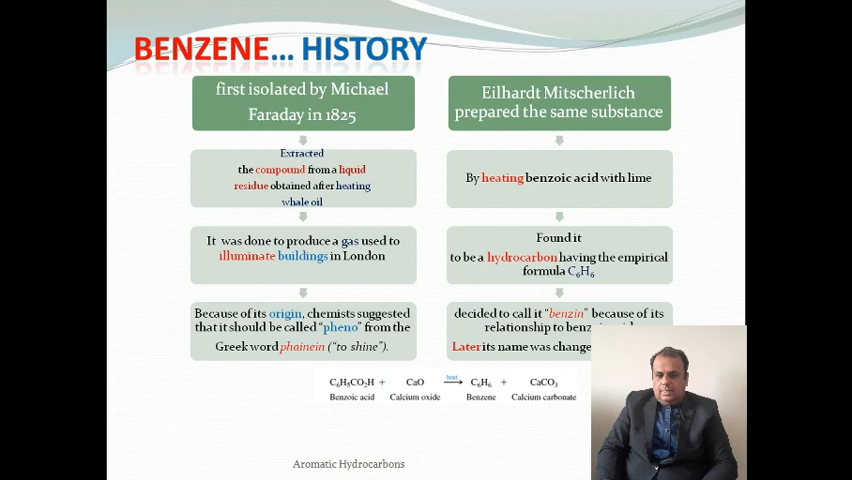 BENZENE... HISTORY
first isolated by Michael
Faraday in 1825
Extracted
the compound from a liquid
residue obtained after heating
whale oil
It was done to produce a gas used to
illuminate buildings in London
Because of its origin, chemists suggested
that it should be called “pheno” from the
Greek word phainein (“to shine”).
Eilhardt Mitscherlich
prepared the same substance
By heating benzoic acid with lime
Found it
to be a hydrocarbon having the empirical
formula C₆H₆
decided to call it “benzin” because of its
relationship to
Later its name was
C₆H₅CO₂H + CaO heat C₆H₆ + CaCO₃
Benzoic acid Calcium oxide Benzene Calcium carbonate
Aromatic Hydrocarbons